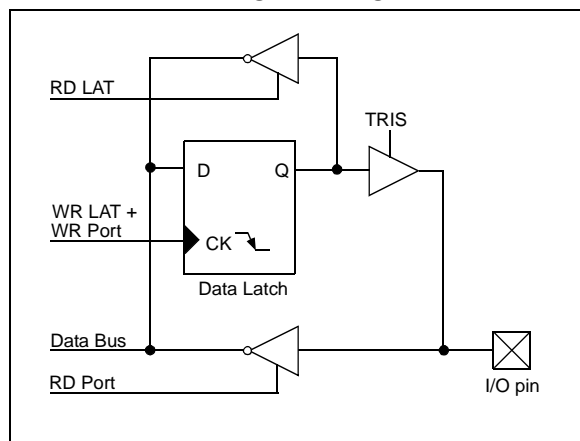 RD LAT
TRIS
D
Q
WR LAT +
WR Port
CK
Data Latch
Data Bus
RD Port
I/O pin